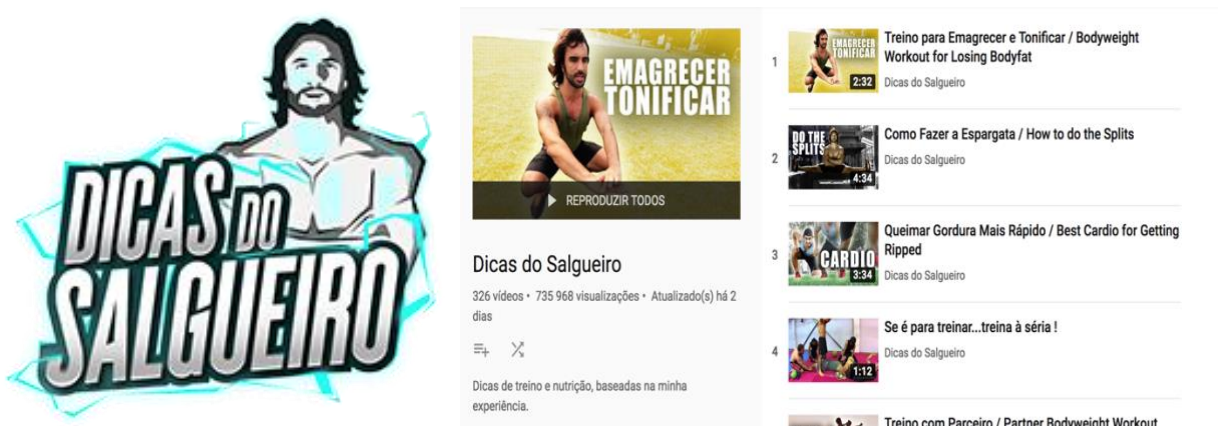 DICAS DO
SALGUEIRO
EMAGRECER
TONIFICAR
REPRODUZIR TODOS
Dicas do Salgueiro
326 vídeos • 735 968 visualizações • Atualizado(s) há 2
dias
Dicas de treino e nutrição, baseadas na minha
experiência.
1
EMAGRECER
TONIFICAR
2:32
Treino para Emagrecer e Tonificar / Bodyweight
Workout for Losing Bodyfat
Dicas do Salgueiro
2
DO THE
SPLITS
4:34
Como Fazer a Espargata / How to do the Splits
Dicas do Salgueiro
3
CARDIO
3:34
Queimar Gordura Mais Rápido / Best Cardio for Getting
Ripped
Dicas do Salgueiro
4
1:12
Se é para treinar...treina à séria !
Dicas do Salgueiro
Treino com Parceiro / Partner Bodyweight Workout